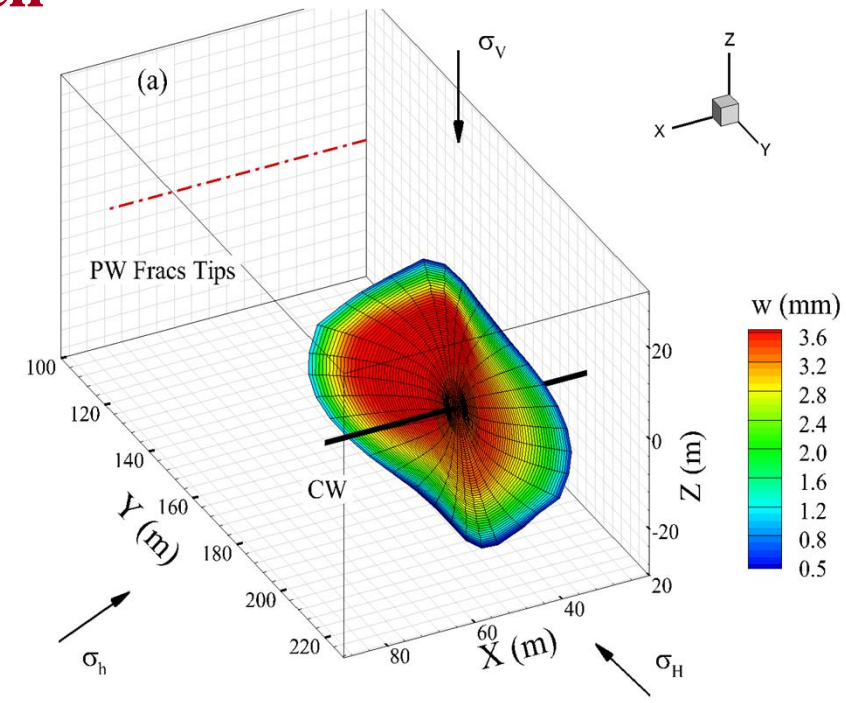 (a)
σV
Z
X
Y
PW Fracs Tips
w (mm)
3.6
3.2
2.8
2.4
2.0
1.6
1.2
0.8
0.5
100
120
140
160
180
200
220
Y (m)
CW
20
0
-20
Z (m)
20
40
60
80
X (m)
σh
σH